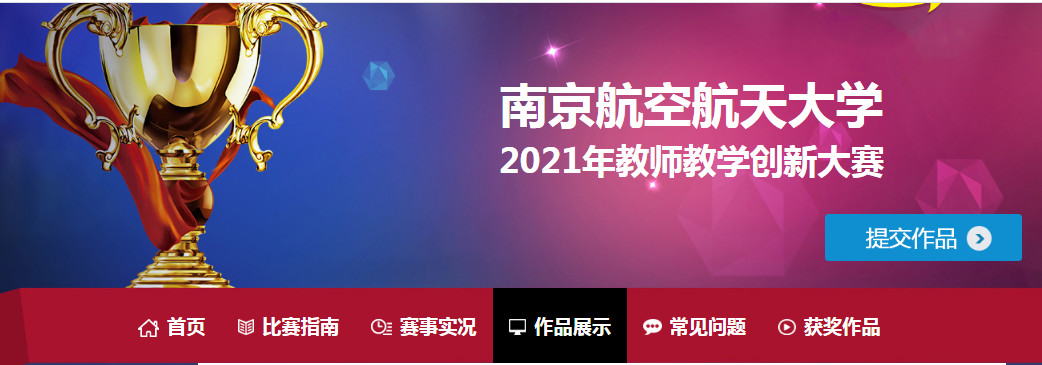 南京航空航天大学
2021年教师教学创新大赛
提交作品
首页 比赛指南 赛事实况 作品展示 常见问题 获奖作品